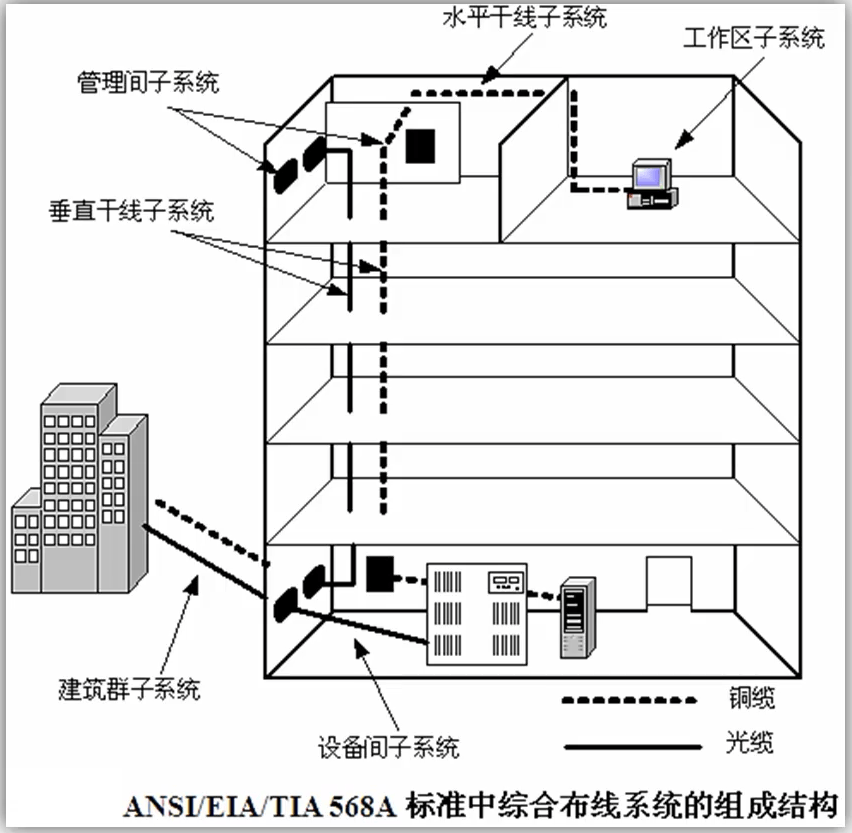 水平干线子系统
工作区子系统
管理间子系统
垂直干线子系统
建筑群子系统
设备间子系统
铜缆
光缆
ANSI/EIA/TIA 568A 标准中综合布线系统的组成结构